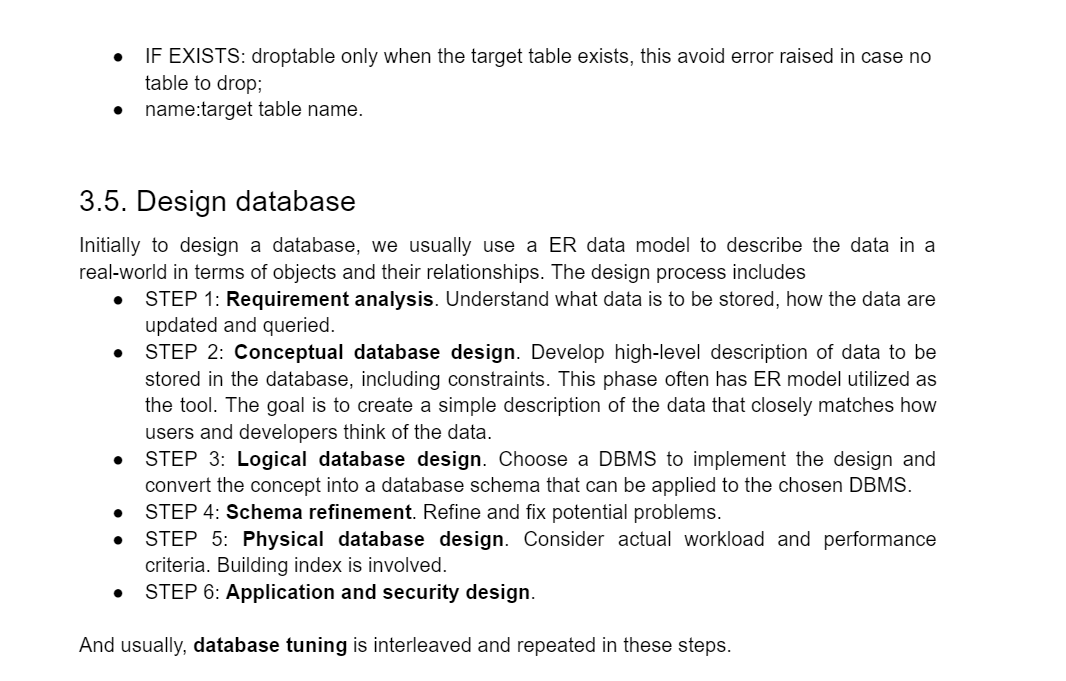 ● IF EXISTS: droptable only when the target table exists, this avoid error raised in case no
table to drop;
● name:target table name.
3.5. Design database
Initially to design a database, we usually use a ER data model to describe the data in a
real-world in terms of objects and their relationships. The design process includes
● STEP 1: Requirement analysis. Understand what data is to be stored, how the data are
updated and queried.
● STEP 2: Conceptual database design. Develop high-level description of data to be
stored in the database, including constraints. This phase often has ER model utilized as
the tool. The goal is to create a simple description of the data that closely matches how
users and developers think of the data.
● STEP 3: Logical database design. Choose a DBMS to implement the design and
convert the concept into a database schema that can be applied to the chosen DBMS.
● STEP 4: Schema refinement. Refine and fix potential problems.
● STEP 5: Physical database design. Consider actual workload and performance
criteria. Building index is involved.
● STEP 6: Application and security design.
And usually, database tuning is interleaved and repeated in these steps.